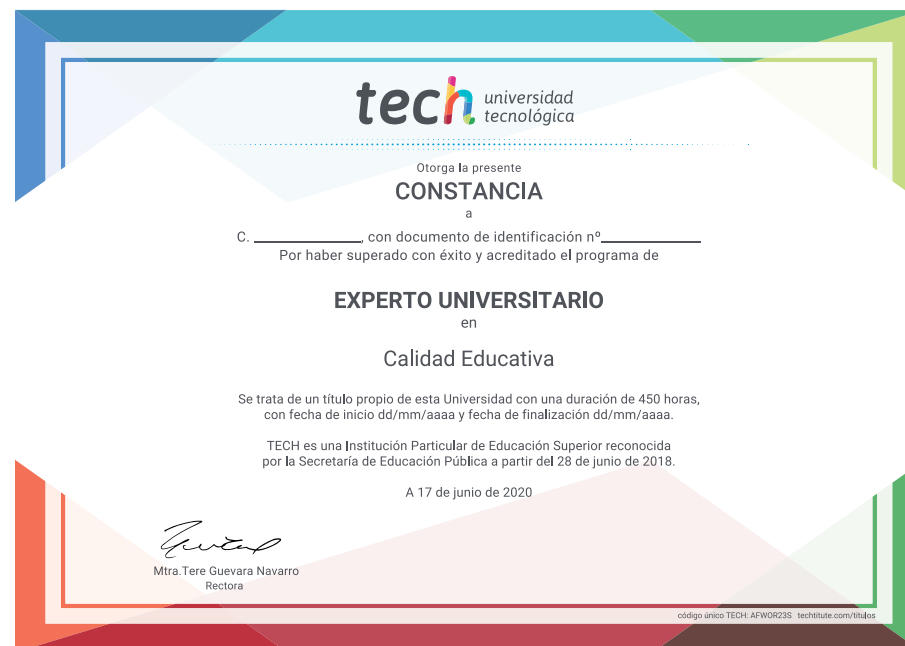 tech universidad
tecnológica
Otorga la presente
CONSTANCIA
a
C. ____________, con documento de identificación nº____________
Por haber superado con éxito y acreditado el programa de
EXPERTO UNIVERSITARIO
en
Calidad Educativa
Se trata de un título propio de esta Universidad con una duración de 450 horas,
con fecha de inicio dd/mm/aaaa y fecha de finalización dd/mm/aaaa.
TECH es una Institución Particular de Educación Superior reconocida
por la Secretaría de Educación Pública a partir del 28 de junio de 2018.
A 17 de junio de 2020
Mtra.Tere Guevara Navarro
Rectora
código único TECH: AFWOR23S techtitute.com/titulos